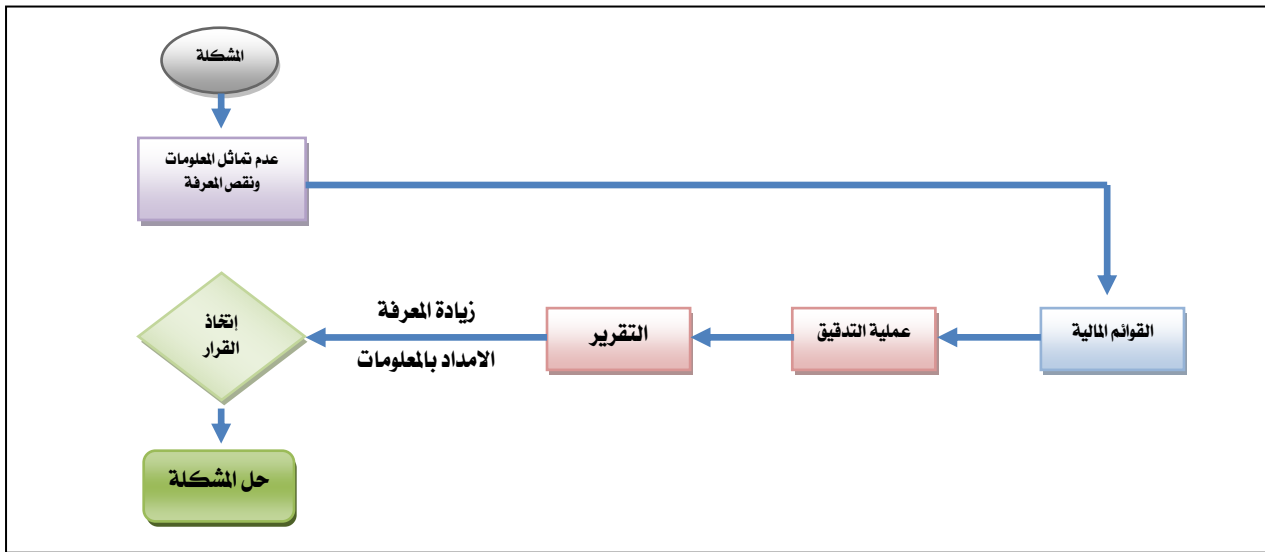 المشكلة
عدم تماثل المعلومات
ونقص المعرفة
القوائم المالية
عملية التدقيق
التقرير
زيادة المعرفة
الامداد بالمعلومات
إتخاذ
القرار
حل المشكلة